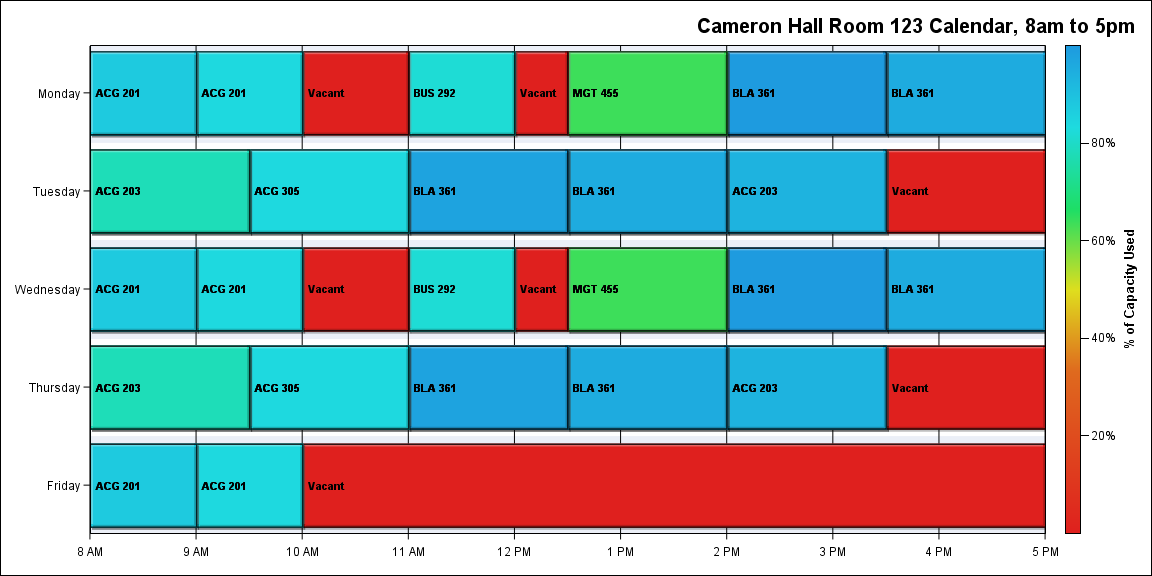 Cameron Hall Room 123 Calendar, 8am to 5pm
Monday
ACG 201
ACG 201
Vacant
BUS 292
Vacant
MGT 455
BLA 361
BLA 361
Tuesday
ACG 203
ACG 305
BLA 361
BLA 361
ACG 203
Vacant
Wednesday
ACG 201
ACG 201
Vacant
BUS 292
Vacant
MGT 455
BLA 361
BLA 361
Thursday
ACG 203
ACG 305
BLA 361
BLA 361
ACG 203
Vacant
Friday
ACG 201
ACG 201
Vacant
8 AM
9 AM
10 AM
11 AM
12 PM
1 PM
2 PM
3 PM
4 PM
5 PM
80%
60%
40%
20%
% of Capacity Used